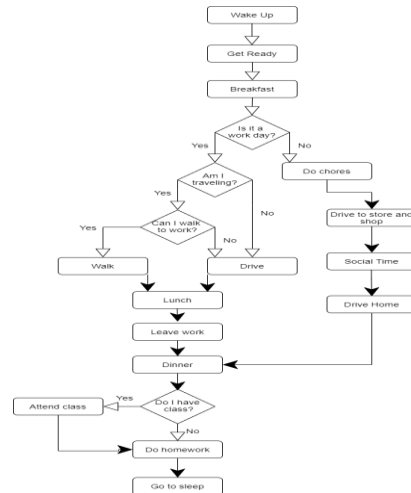 Wake Up
Get Ready
Breakfast
Is it a
work day?
Yes
No
Do chores
Am I
traveling?
Yes
No
Drive to store and
shop
Can I walk
to work?
Yes
No
Walk
Drive
Social Time
Lunch
Drive Home
Leave work
Dinner
Do I have
class?
Yes
No
Attend class
Do homework
Go to sleep